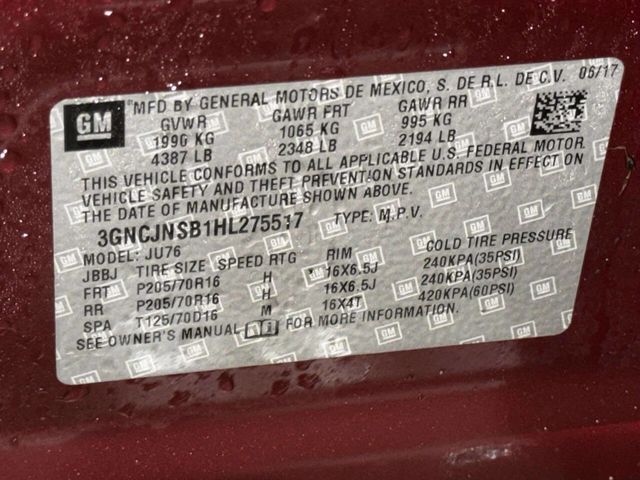 GM
MFD BY GENERAL MOTORS DE MEXICO, S. DE R.L. DE C.V. 06/17
GVWR GAWR FRT GAWR RR
1990 KG 1065 KG 995 KG
4387 LB 2348 LB 2194 LB
THIS VEHICLE CONFORMS TO ALL APPLICABLE U.S. FEDERAL MOTOR
VEHICLE SAFETY AND THEFT PREVENTION STANDARDS IN EFFECT ON
DATE OF MANUFACTURE SHOWN ABOVE.
3GNCJNSB1HL275517 TYPE: M.P.V.
MODEL: JU76
JBBJ TIRE SIZE SPEED RTG RIM COLD TIRE PRESSURE
FRT P205/70R16 H 16X6.5J 240KPA(35PSI)
RR P205/70R16 H 16X6.5J 240KPA(35PSI)
SPA T125/70D16 M 16X4T 420KPA(60PSI)
SEE OWNER'S MANUAL FOR MORE INFORMATION.